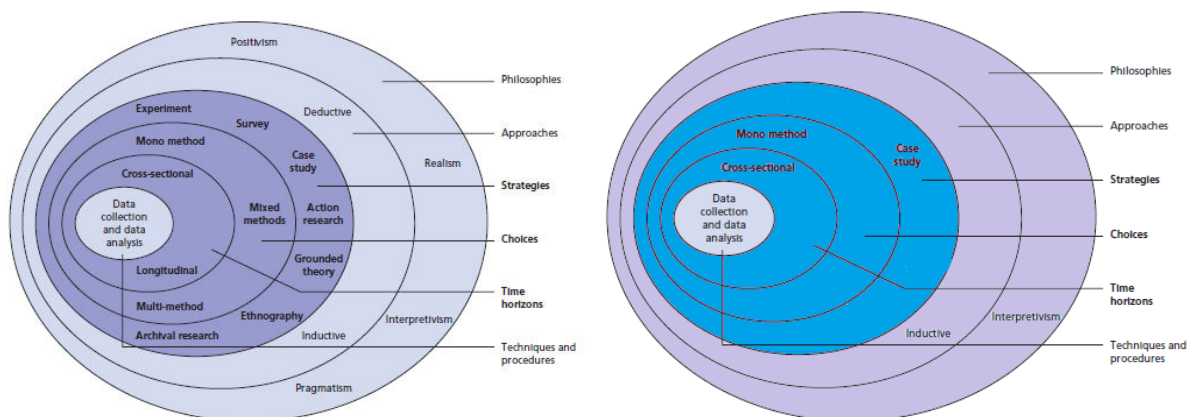 Positivism
Philosophies
Experiment
Deductive
Survey
Approaches
Mono method
Case
study
Realism
Cross-sectional
Strategies
Data
collection
and data
analysis
Mixed
methods
Action
research
Choices
Longitudinal
Grounded
theory
Time
horizons
Multi-method
Ethnography
Interpretivism
Archival research
Inductive
Techniques and
procedures
Pragmatism
Philosophies
Approaches
Mono method
Case
study
Cross-sectional
Strategies
Data
collection
and data
analysis
Choices
Time
horizons
Interpretivism
Inductive
Techniques and
procedures